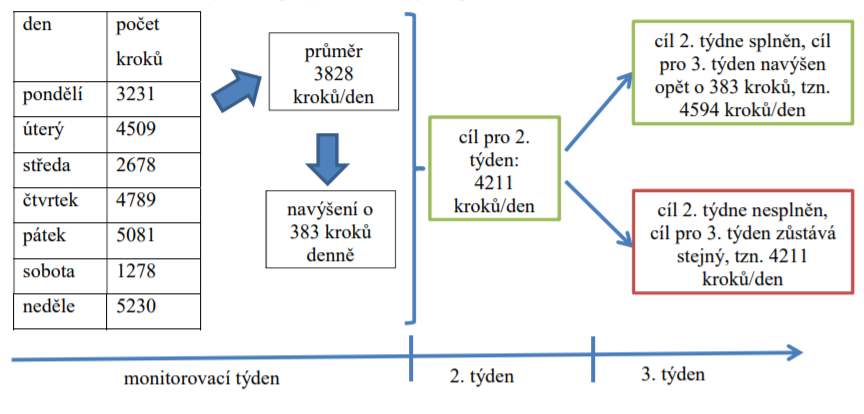 den počet
kroků
pondělí 3231
úterý 4509
středa 2678
čtvrtek 4789
pátek 5081
sobota 1278
neděle 5230
průměr
3828
kroků/den
navýšení o
383 kroků
denně
cíl pro 2.
týden:
4211
kroků/den
cíl 2. týdne splněn, cíl
pro 3. týden navýšen
opět o 383 kroků, tzn.
4594 kroků/den
cíl 2. týdne nesplněn,
cíl pro 3. týden zůstává
stejný, tzn. 4211
kroků/den
monitorovací týden
2. týden
3. týden